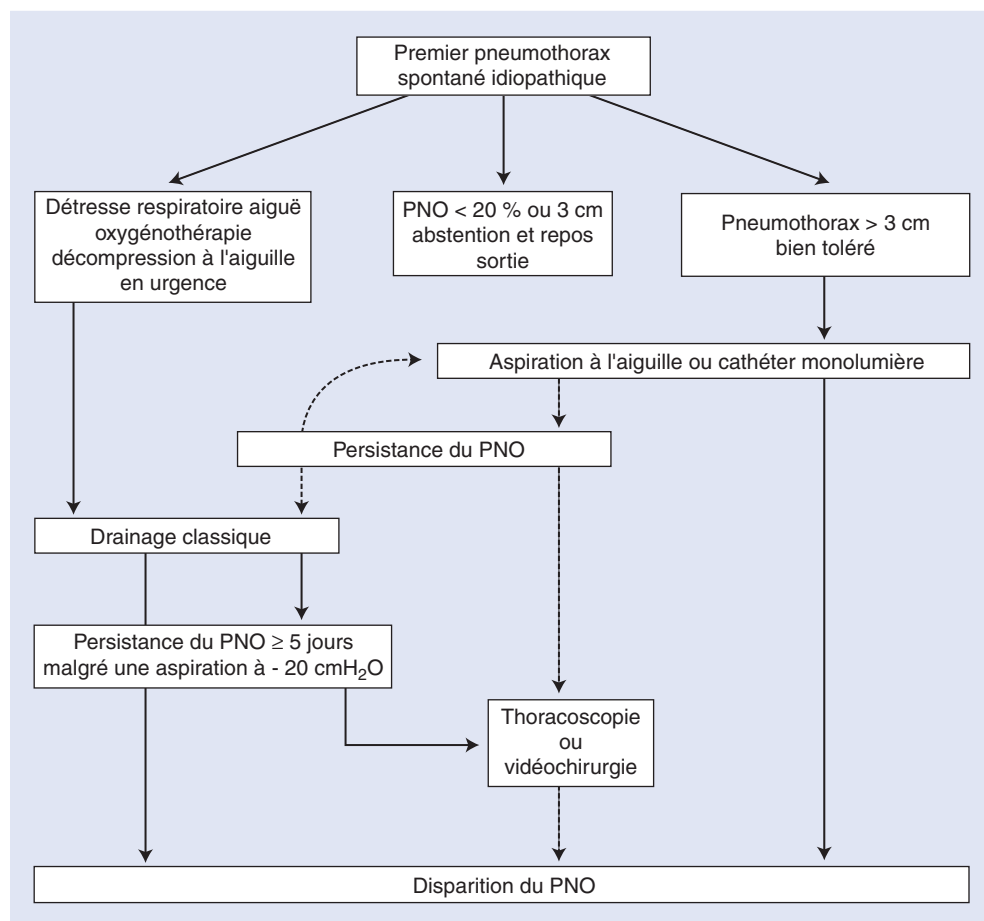 Premier pneumothorax
spontané idiopathique
Détresse respiratoire aiguë
oxygénothérapie
décompression à l'aiguille
en urgence
PNO < 20 % ou 3 cm
abstention et repos
sortie
Pneumothorax > 3 cm
bien toléré
Aspiration à l'aiguille ou cathéter monolumière
Persistance du PNO
Drainage classique
Persistance du PNO ≥ 5 jours
malgré une aspiration à - 20 cmH₂O
Thoracoscopie
ou
vidéochirurgie
Disparition du PNO